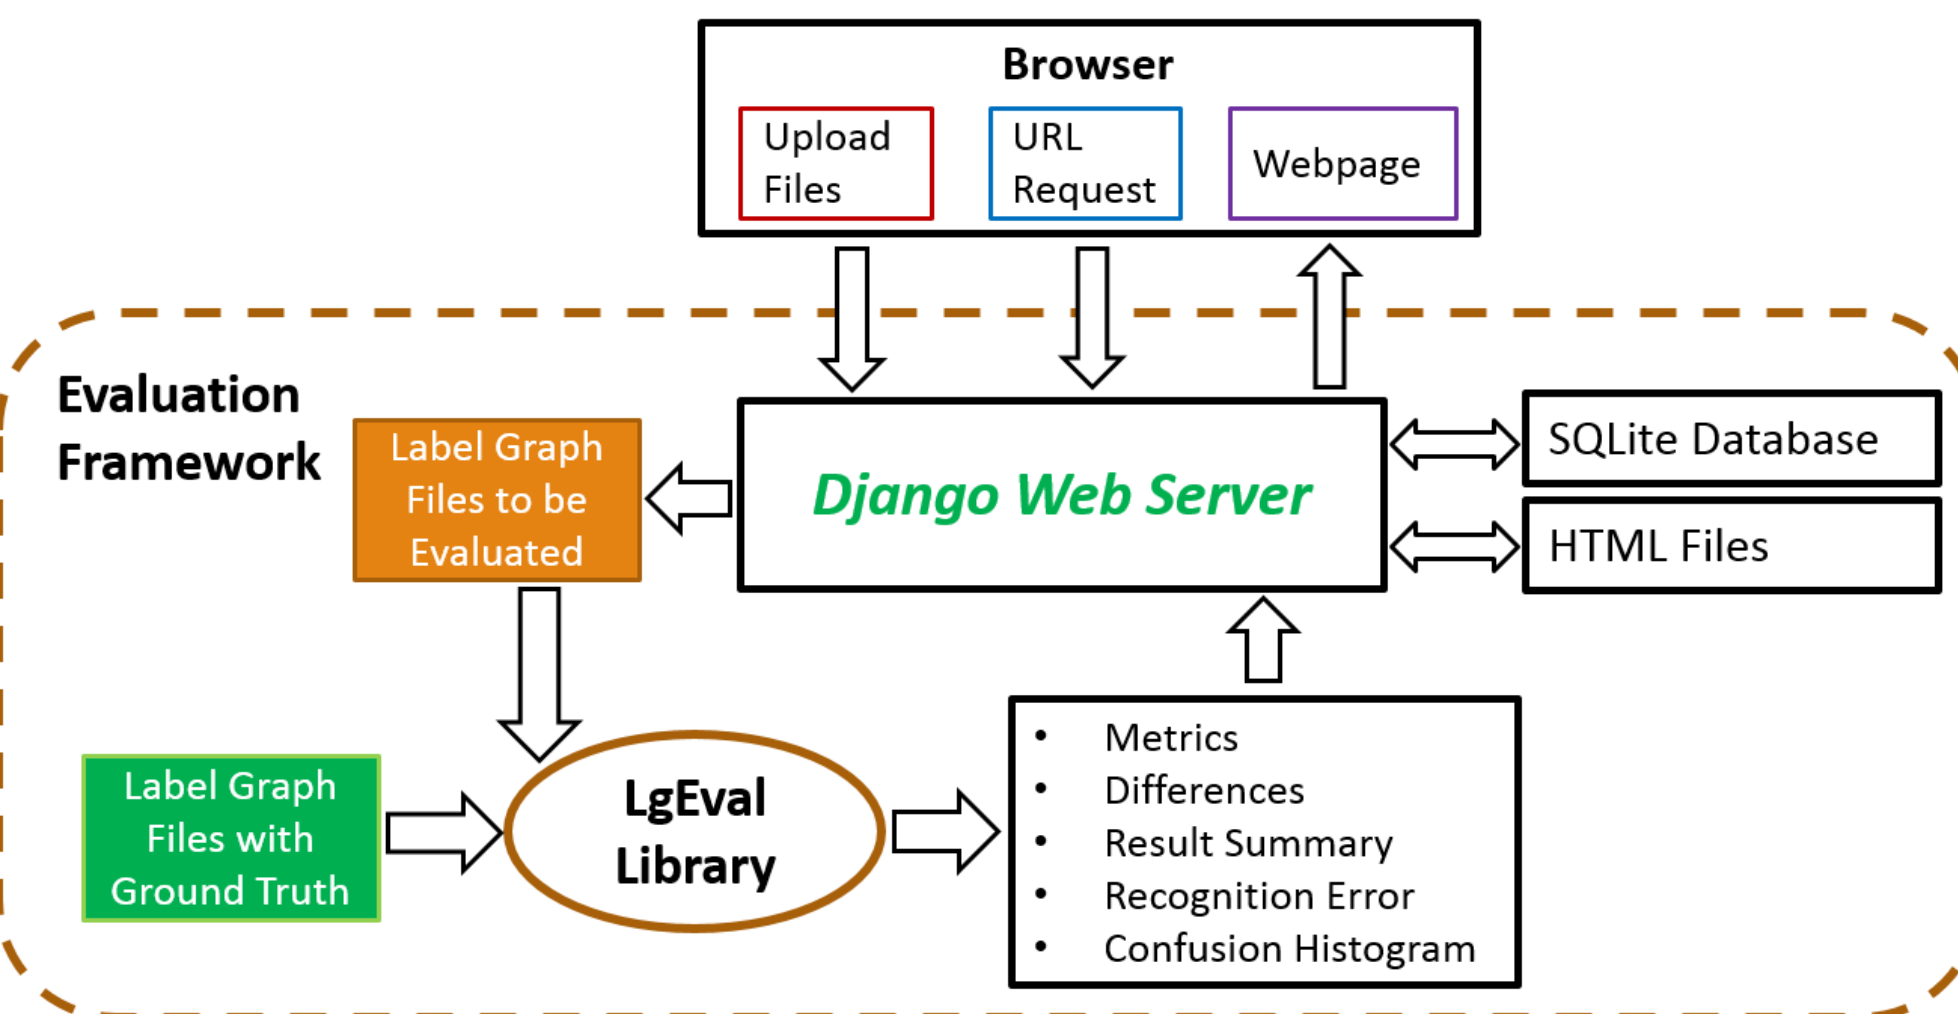 Browser
Upload
Files
URL
Request
Webpage
Evaluation
Framework
Label Graph
Files to be
Evaluated
Django Web Server
SQLite Database
HTML Files
Label Graph
Files with
Ground Truth
LgEval
Library
• Metrics
• Differences
• Result Summary
• Recognition Error
• Confusion Histogram